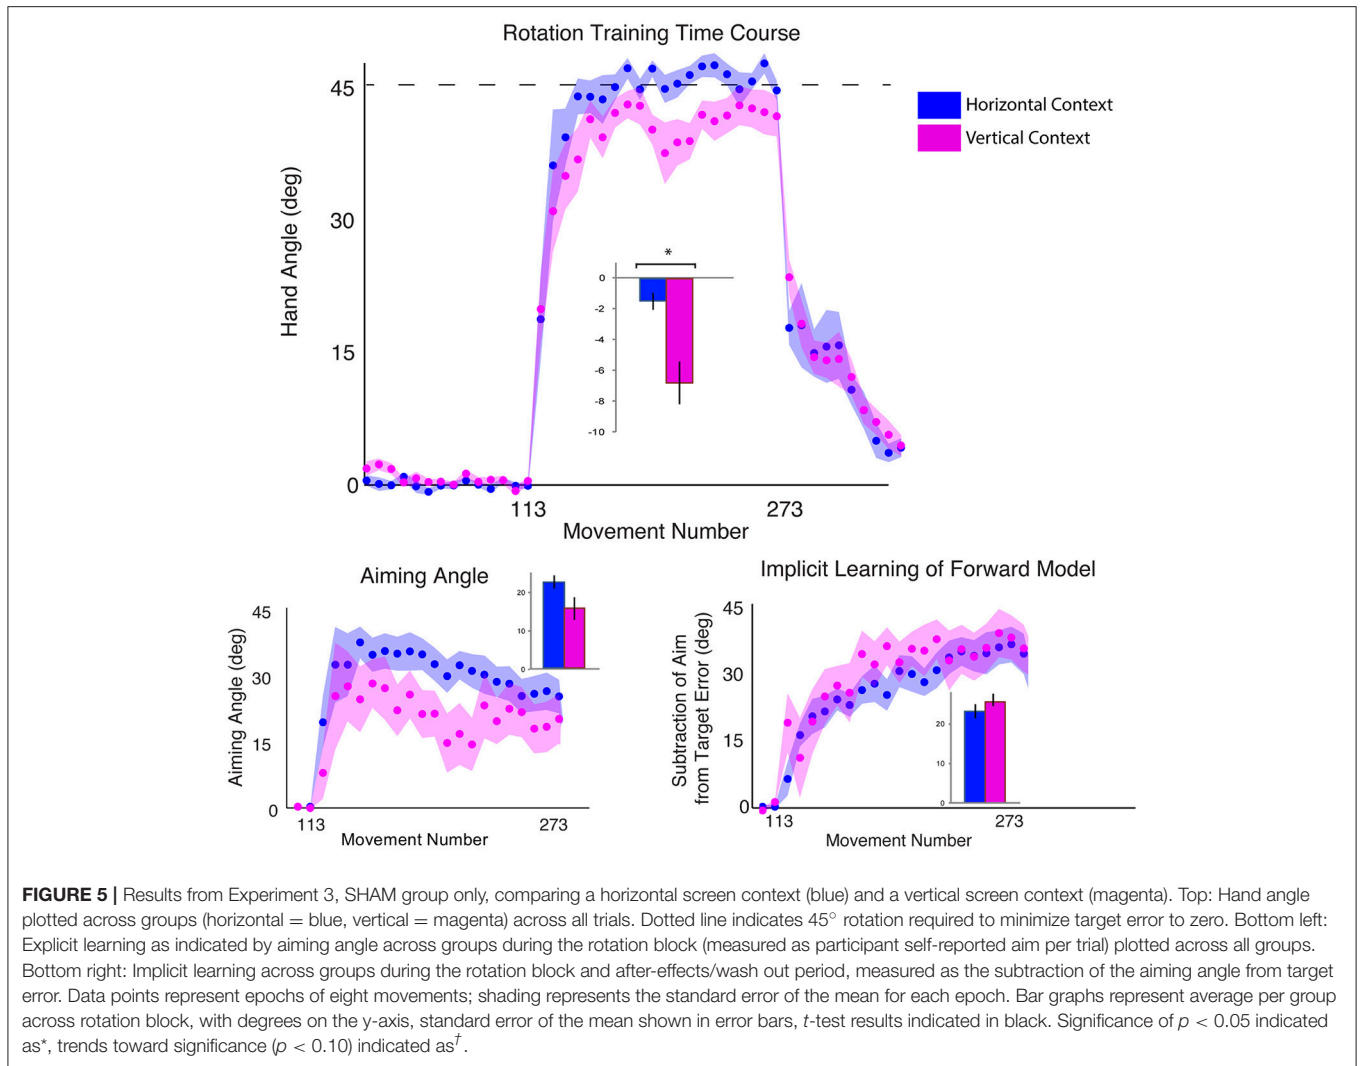 Rotation Training Time Course
Hand Angle (deg)
45
30
15
0
Horizontal Context
Vertical Context
*
0
-2
-4
-6
-8
-10
113
273
Movement Number
Aiming Angle
Aiming Angle (deg)
45
30
15
0
20
10
0
113
273
Movement Number
Implicit Learning of Forward Model
Subtraction of Aim
from Target Error (deg)
45
30
15
0
20
10
0
113
273
Movement Number
FIGURE 5 | Results from Experiment 3, SHAM group only, comparing a horizontal screen context (blue) and a vertical screen context (magenta). Top: Hand angle
plotted across groups (horizontal = blue, vertical = magenta) across all trials. Dotted line indicates 45° rotation required to minimize target error to zero. Bottom left:
Explicit learning as indicated by aiming angle across groups during the rotation block (measured as participant self-reported aim per trial) plotted across all groups.
Bottom right: Implicit learning across groups during the rotation block and after-effects/wash out period, measured as the subtraction of the aiming angle from target
error. Data points represent epochs of eight movements; shading represents the standard error of the mean for each epoch. Bar graphs represent average per group
across rotation block, with degrees on the y-axis, standard error of the mean shown in error bars, t-test results indicated in black. Significance of p < 0.05 indicated
as*, trends toward significance (p < 0.10) indicated as†.